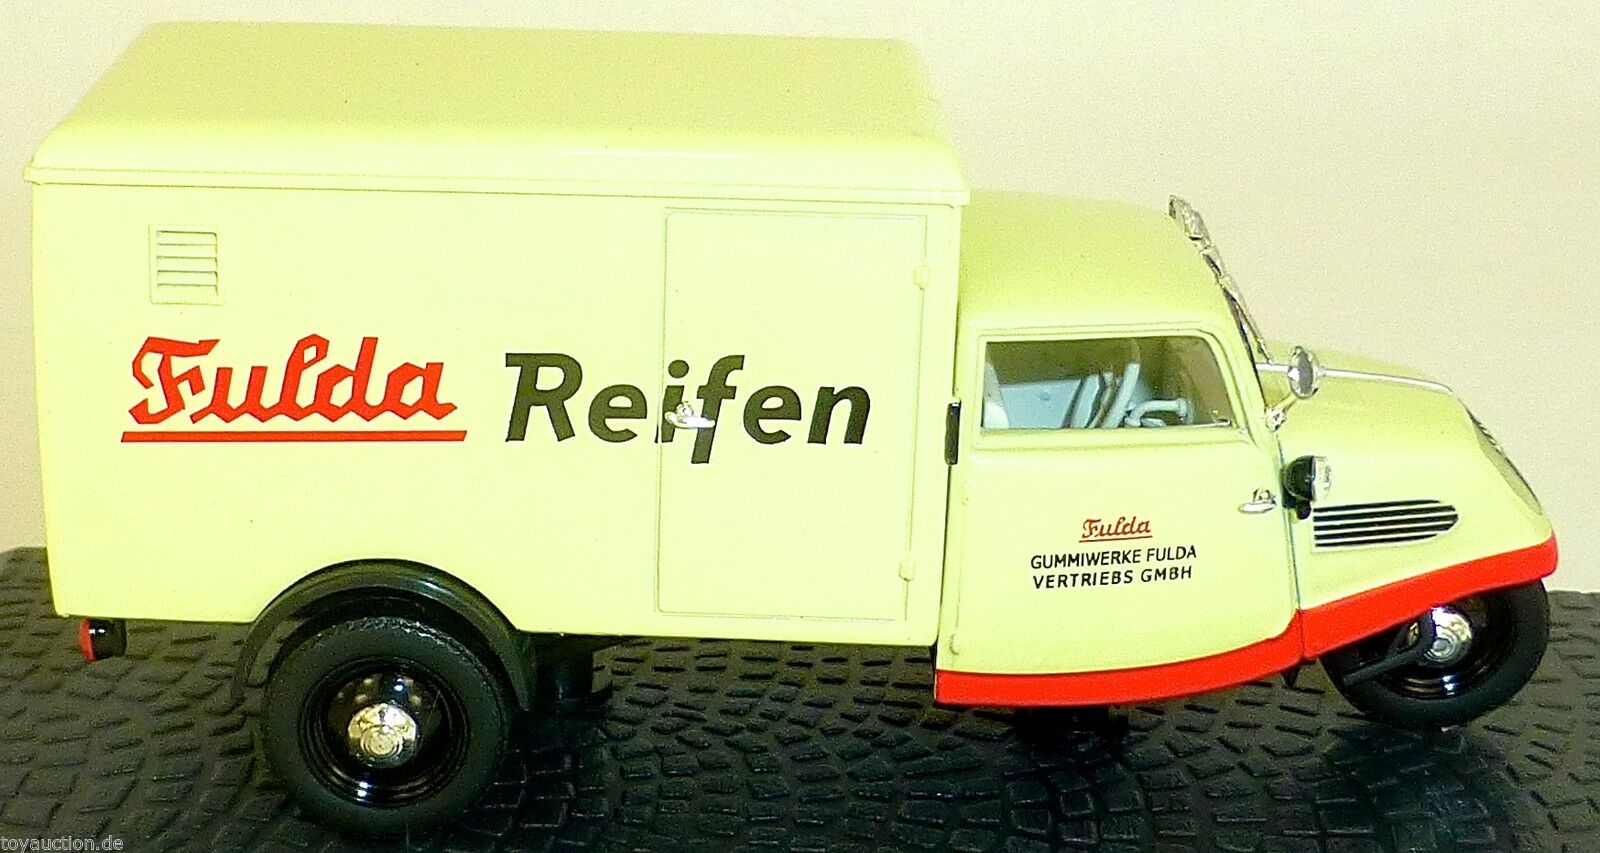 Fulda Reifen
Fulda
GUMMIWERKE FULDA
VERTRIEBS GMBH
toyauction.de